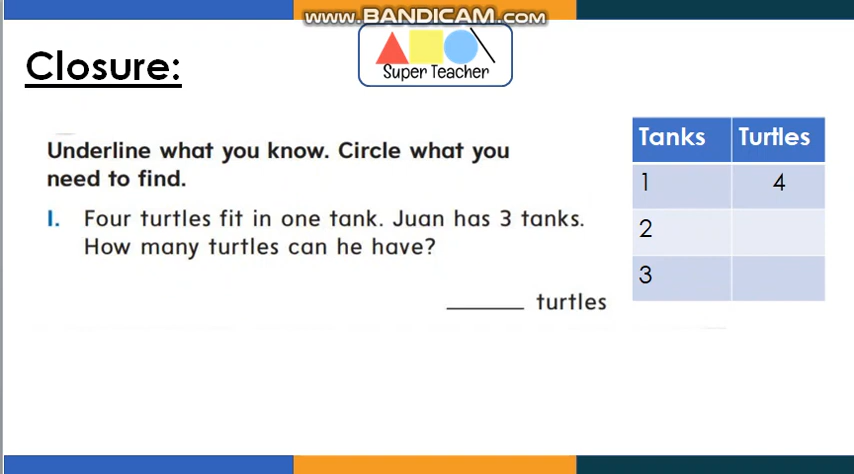 www.BANDICAM.com
Closure:
Super Teacher
Underline what you know. Circle what you
need to find.
1. Four turtles fit in one tank. Juan has 3 tanks.
How many turtles can he have?
______ turtles
Tanks Turtles
1 4
2
3